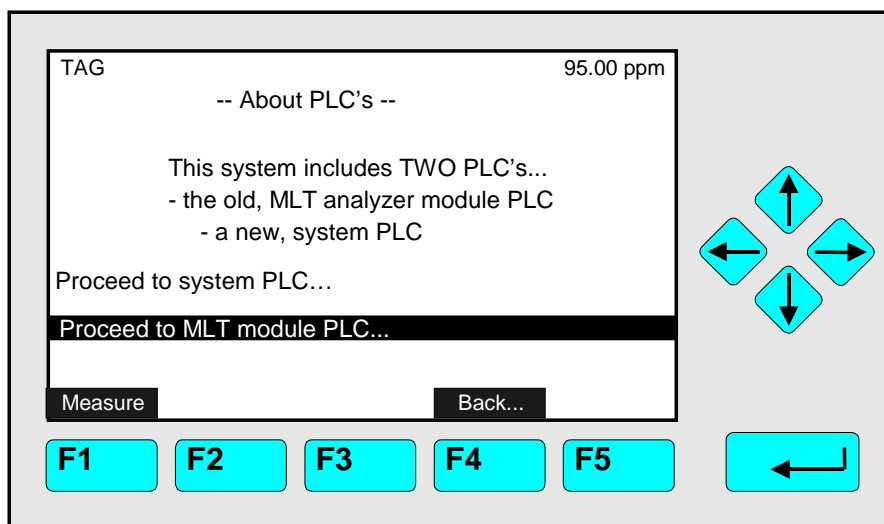 TAG 95.00 ppm
-- About PLC's --
This system includes TWO PLC's...
- the old, MLT analyzer module PLC
- a new, system PLC
Proceed to system PLC…
Proceed to MLT module PLC...
Measure Back...
F1 F2 F3 F4 F5